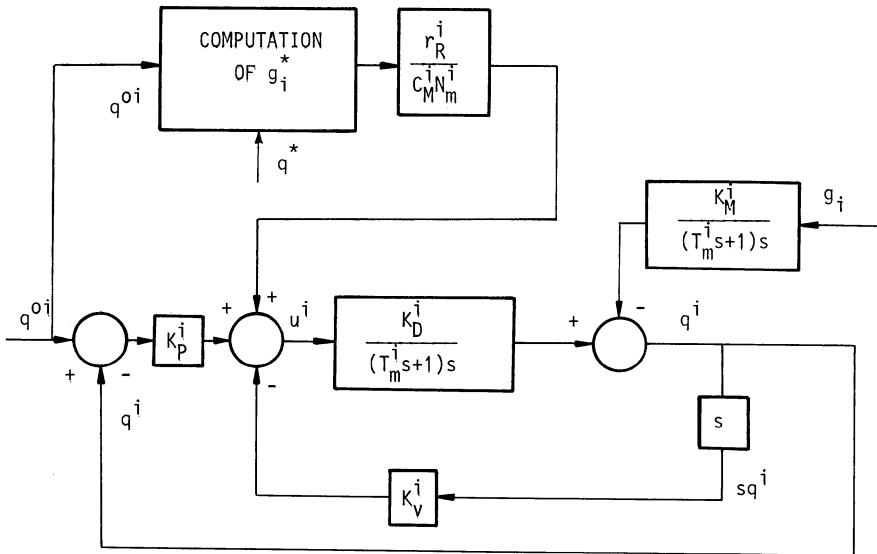 COMPUTATION
OF g_i^*
r_R^i
C_M^i N_m^i
q^{oi}
q^*
K_M^i
(T_m^i s+1)s
g_i
q^{oi}
+
-
K_P^i
+
+
-
u^i
K_D^i
(T_m^i s+1)s
+
-
q^i
q^i
s
K_v^i
sq^i